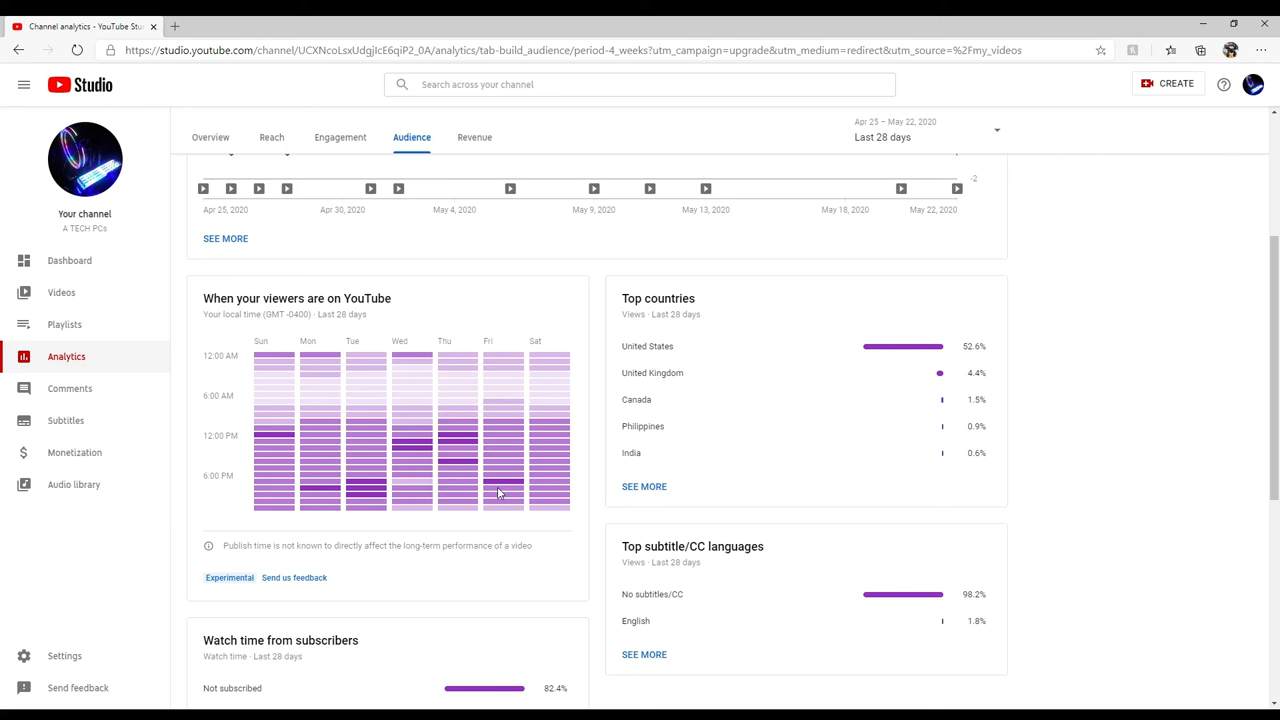 Channel analytics - YouTube Stu
https://studio.youtube.com/channel/UCXNcoLsxUdgjIcE6qiP2_0A/analytics/tab-build_audience/period-4_weeks?utm_campaign=upgrade&utm_medium=redirect&utm_source=%2Fmy_videos
Studio
Search across your channel
CREATE
Your channel
A TECH PCs
Dashboard
Videos
Playlists
Analytics
Comments
Subtitles
Monetization
Audio library
Settings
Send feedback
Overview
Reach
Engagement
Audience
Revenue
Apr 25 – May 22, 2020
Last 28 days
-2
Apr 25, 2020
Apr 30, 2020
May 4, 2020
May 9, 2020
May 13, 2020
May 18, 2020
May 22, 2020
SEE MORE
When your viewers are on YouTube
Your local time (GMT -0400) · Last 28 days
Sun Mon Tue Wed Thu Fri Sat
12:00 AM
6:00 AM
12:00 PM
6:00 PM
Publish time is not known to directly affect the long-term performance of a video
Experimental Send us feedback
Watch time from subscribers
Watch time · Last 28 days
Not subscribed 82.4%
Top countries
Views · Last 28 days
United States 52.6%
United Kingdom 4.4%
Canada 1.5%
Philippines 0.9%
India 0.6%
SEE MORE
Top subtitle/CC languages
Views · Last 28 days
No subtitles/CC 98.2%
English 1.8%
SEE MORE